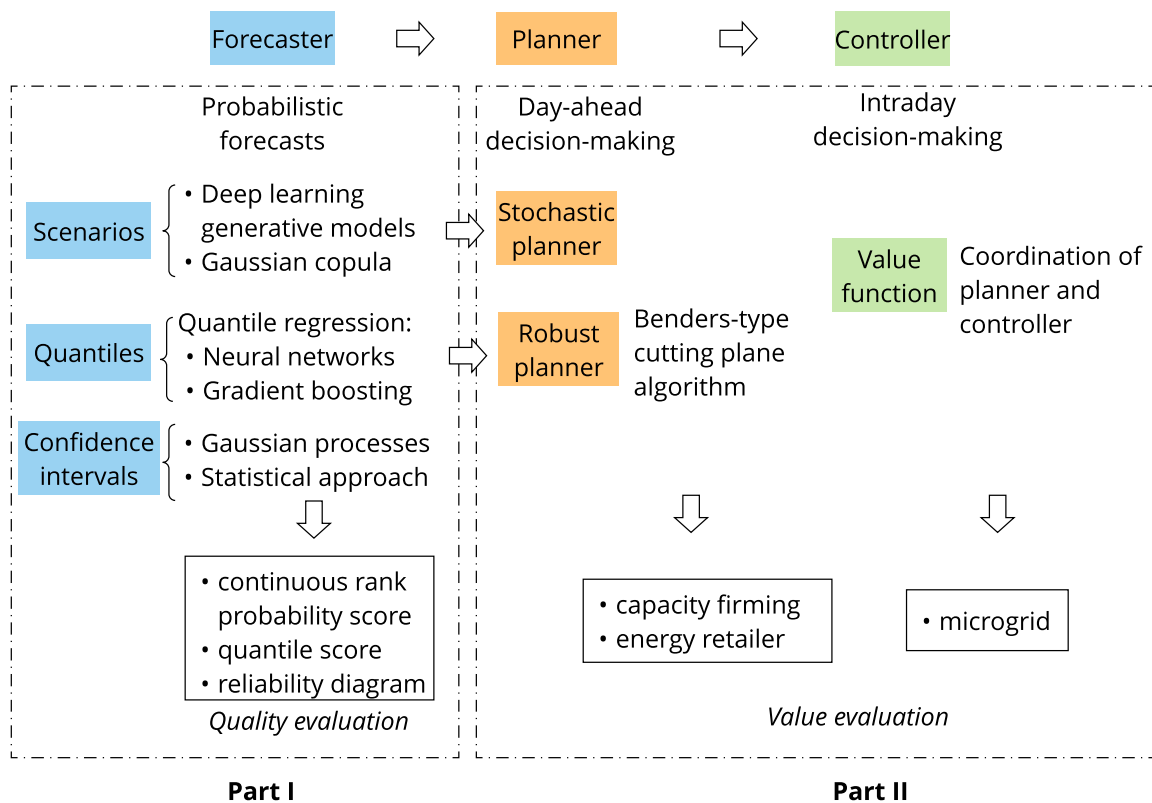 Forecaster
Planner
Controller
Probabilistic
forecasts
Scenarios
• Deep learning
generative models
• Gaussian copula
Quantiles
Quantile regression:
• Neural networks
• Gradient boosting
Confidence
intervals
• Gaussian processes
• Statistical approach
• continuous rank
probability score
• quantile score
• reliability diagram
Quality evaluation
Part I
Day-ahead
decision-making
Intraday
decision-making
Stochastic
planner
Robust
planner
Benders-type
cutting plane
algorithm
Value
function
Coordination of
planner and
controller
• capacity firming
• energy retailer
• microgrid
Value evaluation
Part II